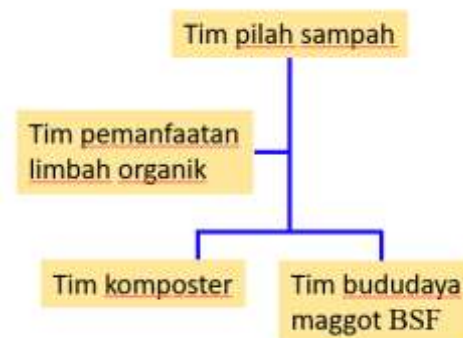 Tim pilah sampah
Tim pemanfaatan
limbah organik
Tim komposter
Tim bududaya
maggot BSF